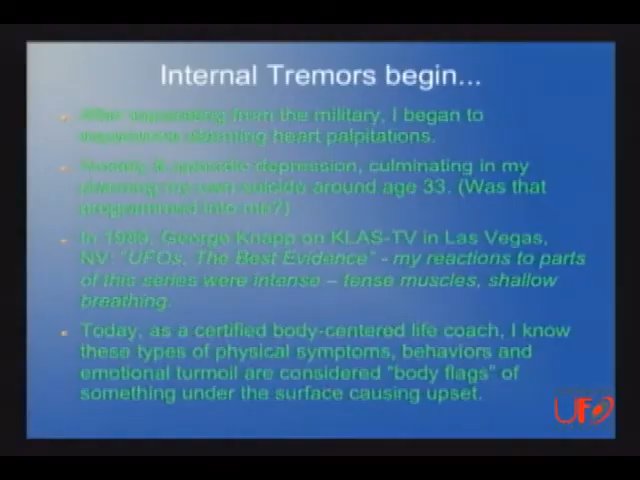 Internal Tremors begin...
After separating from the military, I began to
experience alarming heart palpitations.
Anxiety & episodic depression, culminating in my
planning my own suicide around age 33. (Was that
programmed into me?)
In 1989, George Knapp on KLAS-TV in Las Vegas,
NV: "UFOs, The Best Evidence" - my reactions to parts
of this series were intense – tense muscles, shallow
breathing.
Today, as a certified body-centered life coach, I know
these types of physical symptoms, behaviors and
emotional turmoil are considered "body flags" of
something under the surface causing upset.
UFO